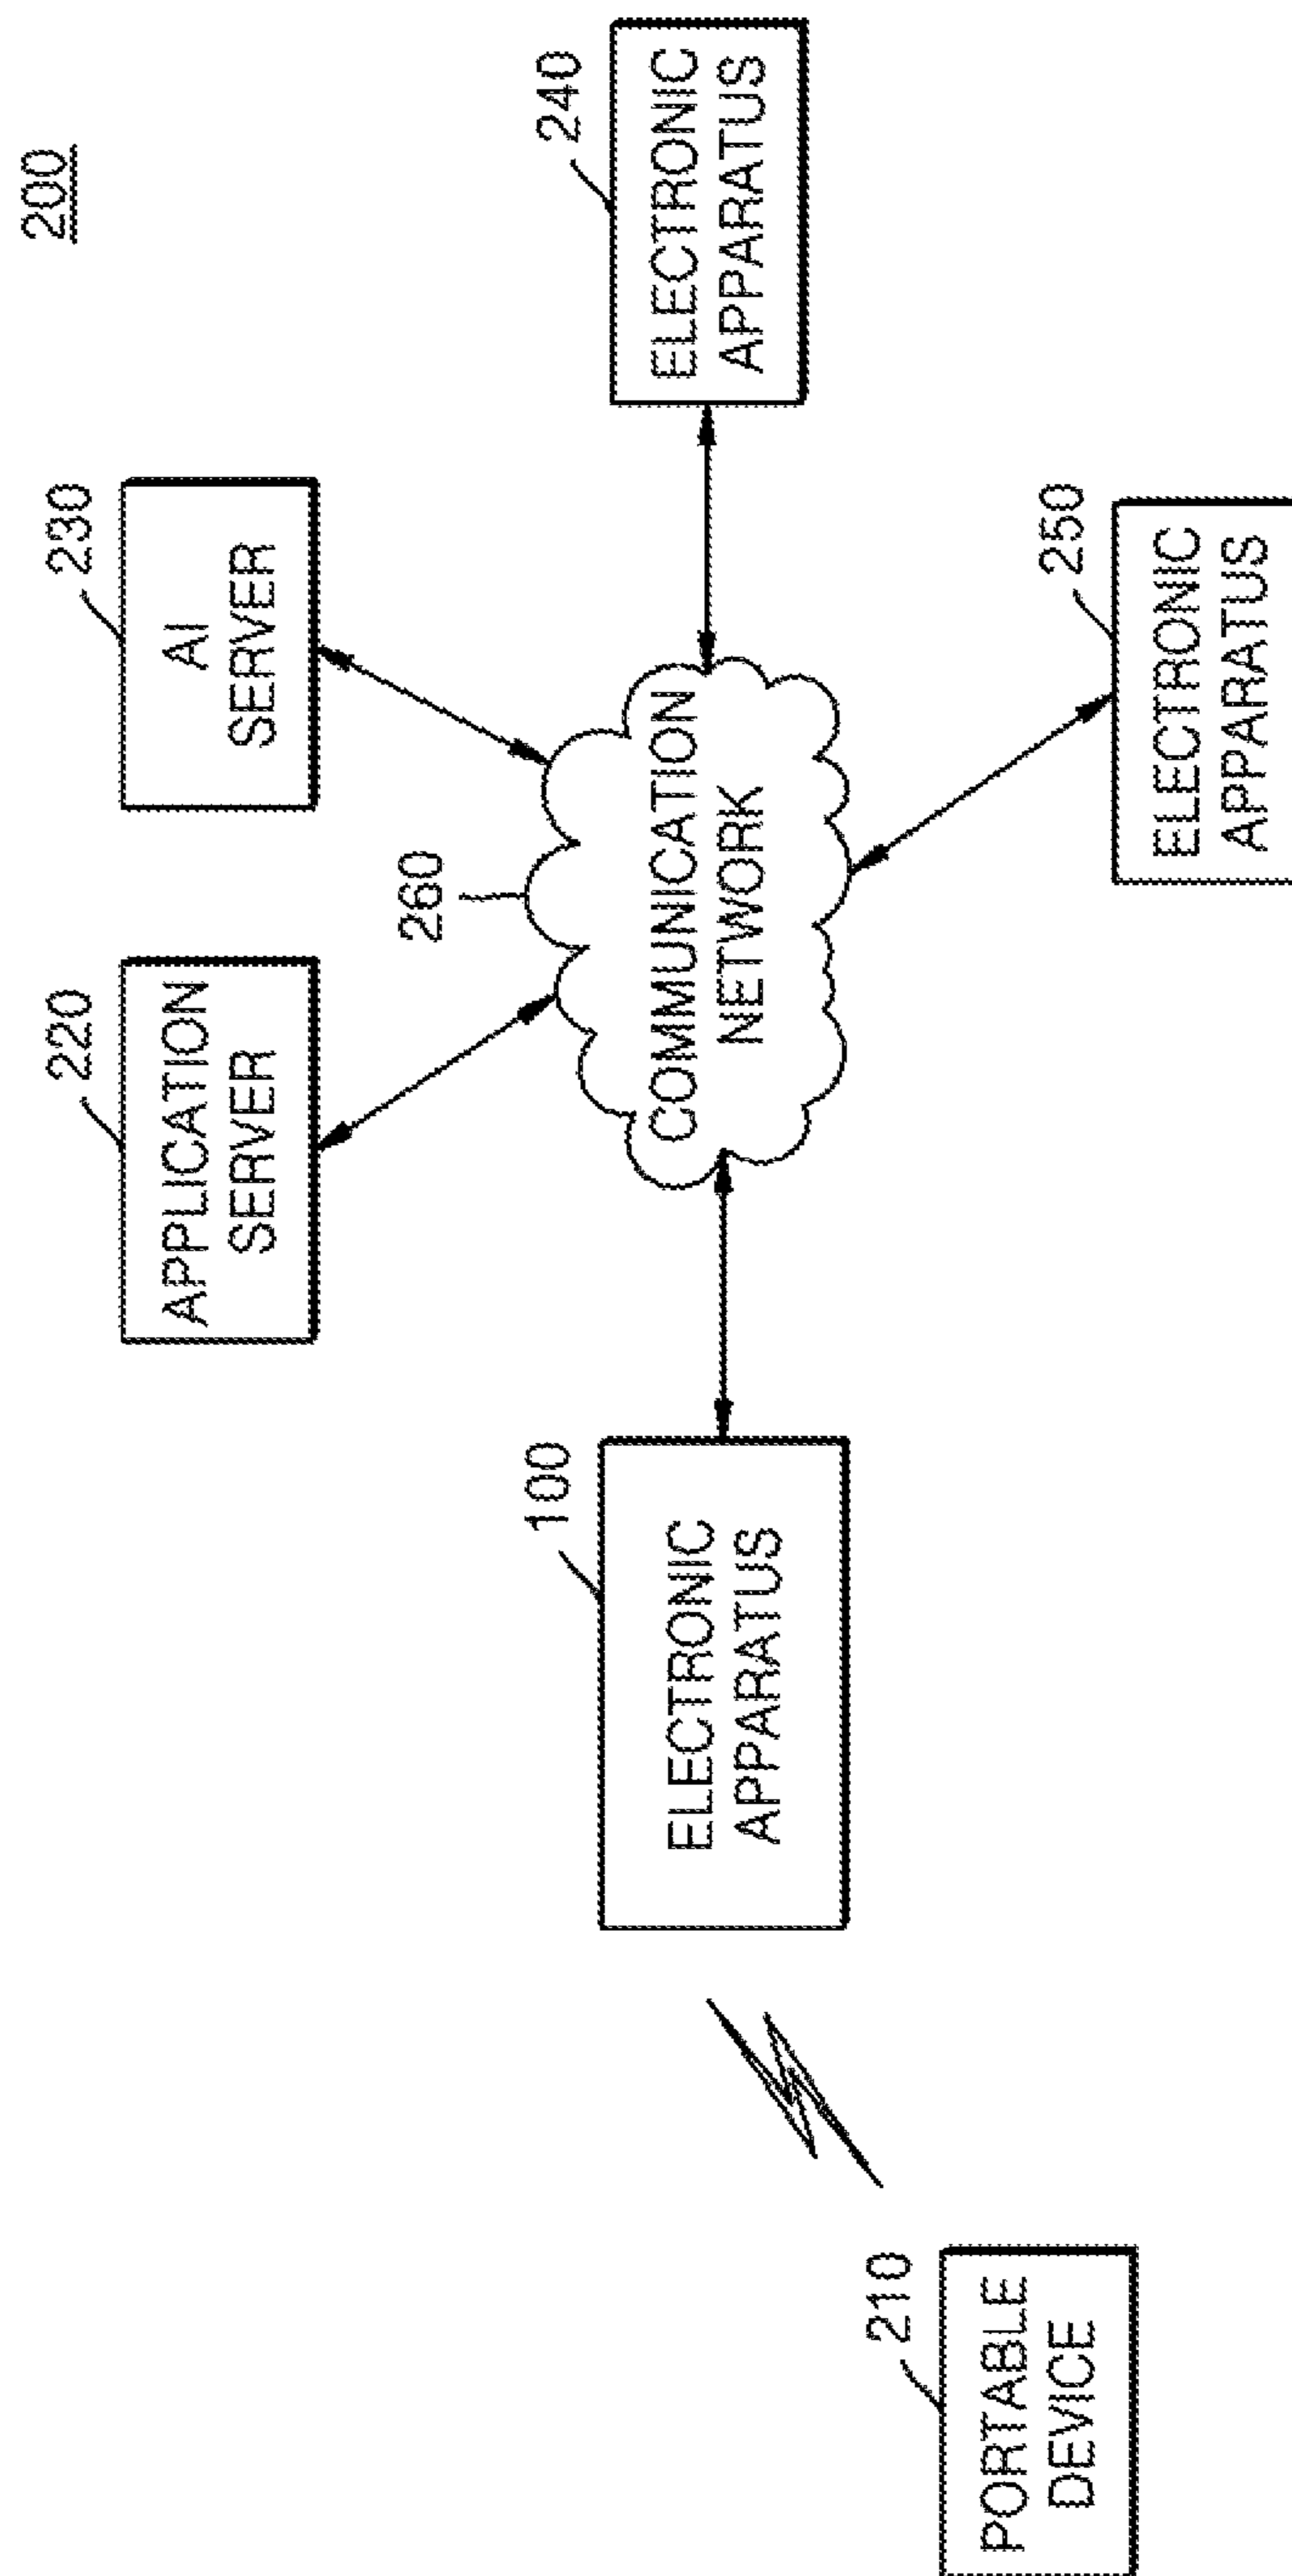 200
220
APPLICATION
SERVER
230
AI
SERVER
260
COMMUNICATION
NETWORK
100
ELECTRONIC
APPARATUS
240
ELECTRONIC
APPARATUS
210
PORTABLE
DEVICE
250
ELECTRONIC
APPARATUS